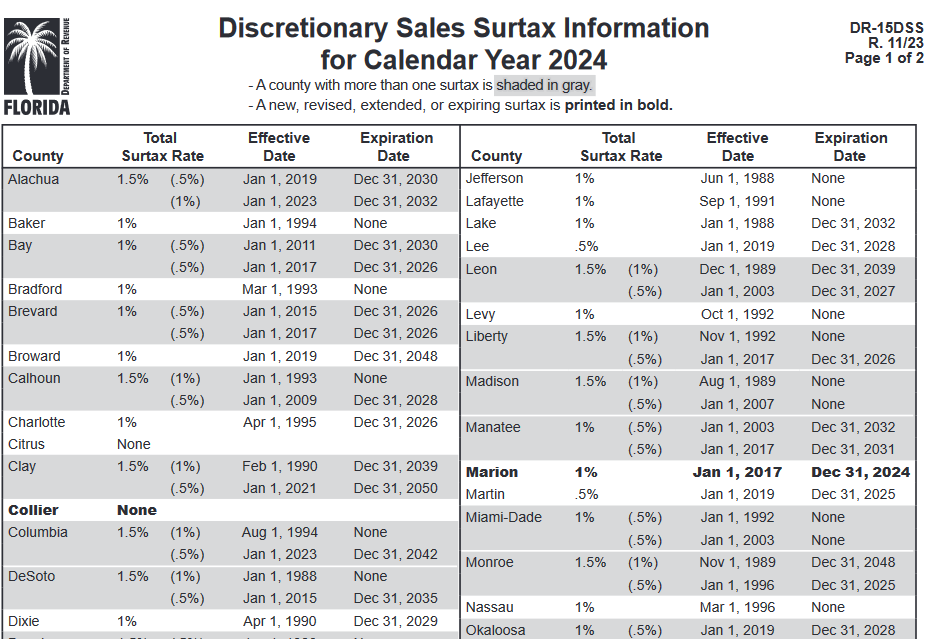 Discretionary Sales Surtax Information
for Calendar Year 2024
- A county with more than one surtax is shaded in gray.
- A new, revised, extended, or expiring surtax is printed in bold.
DR-15DSS
R. 11/23
Page 1 of 2
DEPARTMENT OF REVENUE
FLORIDA
County Total Surtax Rate Effective Date Expiration Date
Alachua 1.5% (.5%) Jan 1, 2019 Dec 31, 2030
(1%) Jan 1, 2023 Dec 31, 2032
Baker 1% Jan 1, 1994 None
Bay 1% (.5%) Jan 1, 2011 Dec 31, 2030
(.5%) Jan 1, 2017 Dec 31, 2026
Bradford 1% Mar 1, 1993 None
Brevard 1% (.5%) Jan 1, 2015 Dec 31, 2026
(.5%) Jan 1, 2017 Dec 31, 2026
Broward 1% Jan 1, 2019 Dec 31, 2048
Calhoun 1.5% (1%) Jan 1, 1993 None
(.5%) Jan 1, 2009 Dec 31, 2028
Charlotte 1% Apr 1, 1995 Dec 31, 2026
Citrus None
Clay 1.5% (1%) Feb 1, 1990 Dec 31, 2039
(.5%) Jan 1, 2021 Dec 31, 2050
Collier None
Columbia 1.5% (1%) Aug 1, 1994 None
(.5%) Jan 1, 2023 Dec 31, 2042
DeSoto 1.5% (1%) Jan 1, 1988 None
(.5%) Jan 1, 2015 Dec 31, 2035
Dixie 1% Apr 1, 1990 Dec 31, 2029
County Total Surtax Rate Effective Date Expiration Date
Jefferson 1% Jun 1, 1988 None
Lafayette 1% Sep 1, 1991 None
Lake 1% Jan 1, 1988 Dec 31, 2032
Lee .5% Jan 1, 2019 Dec 31, 2028
Leon 1.5% (1%) Dec 1, 1989 Dec 31, 2039
(.5%) Jan 1, 2003 Dec 31, 2027
Levy 1% Oct 1, 1992 None
Liberty 1.5% (1%) Nov 1, 1992 None
(.5%) Jan 1, 2017 Dec 31, 2026
Madison 1.5% (1%) Aug 1, 1989 None
(.5%) Jan 1, 2007 None
Manatee 1% (.5%) Jan 1, 2003 Dec 31, 2032
(.5%) Jan 1, 2017 Dec 31, 2031
Marion 1% Jan 1, 2017 Dec 31, 2024
Martin .5% Jan 1, 2019 Dec 31, 2025
Miami-Dade 1% (.5%) Jan 1, 1992 None
(.5%) Jan 1, 2003 None
Monroe 1.5% (1%) Nov 1, 1989 Dec 31, 2048
(.5%) Jan 1, 1996 Dec 31, 2025
Nassau 1% Mar 1, 1996 None
Okaloosa 1% (.5%) Jan 1, 2019 Dec 31, 2028